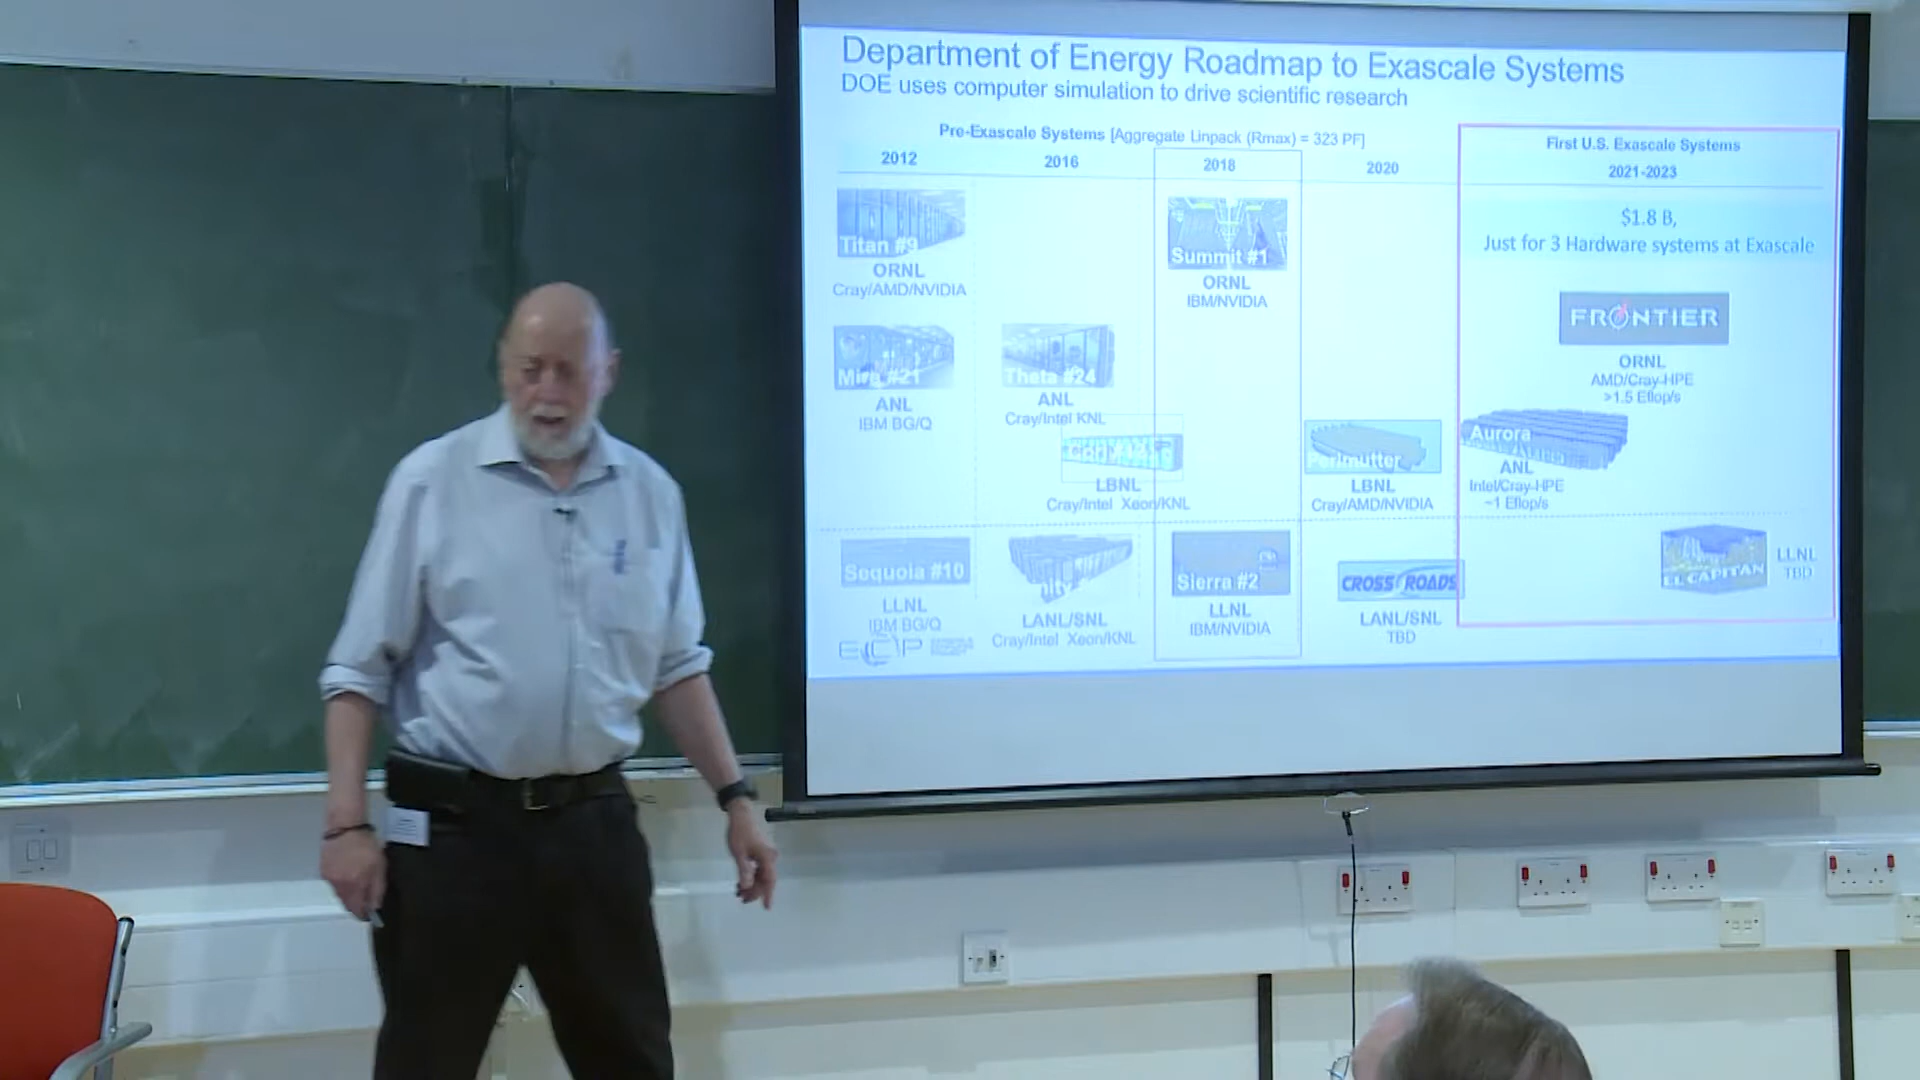 Department of Energy Roadmap to Exascale Systems
DOE uses computer simulation to drive scientific research
Pre-Exascale Systems [Aggregate Linpack (Rmax) = 323 PF]
2012
2016
2018
2020
First U.S. Exascale Systems
2021-2023
$1.8 B,
Just for 3 Hardware systems at Exascale
Titan #9
ORNL
Cray/AMD/NVIDIA
Summit #1
ORNL
IBM/NVIDIA
FRONTIER
ORNL
AMD/Cray-HPE
>1.5 Eflop/s
Mira #21
ANL
IBM BG/Q
Theta #24
ANL
Cray/Intel KNL
LBNL
Cray/Intel Xeon/KNL
Perlmutter
LBNL
Cray/AMD/NVIDIA
Aurora
ANL
Intel/Cray-HPE
~1 Eflop/s
Sequoia #10
LLNL
IBM BG/Q
LANL/SNL
Cray/Intel Xeon/KNL
Sierra #2
LLNL
IBM/NVIDIA
CROSSROADS
LANL/SNL
TBD
EL CAPITAN
LLNL
TBD
ECP